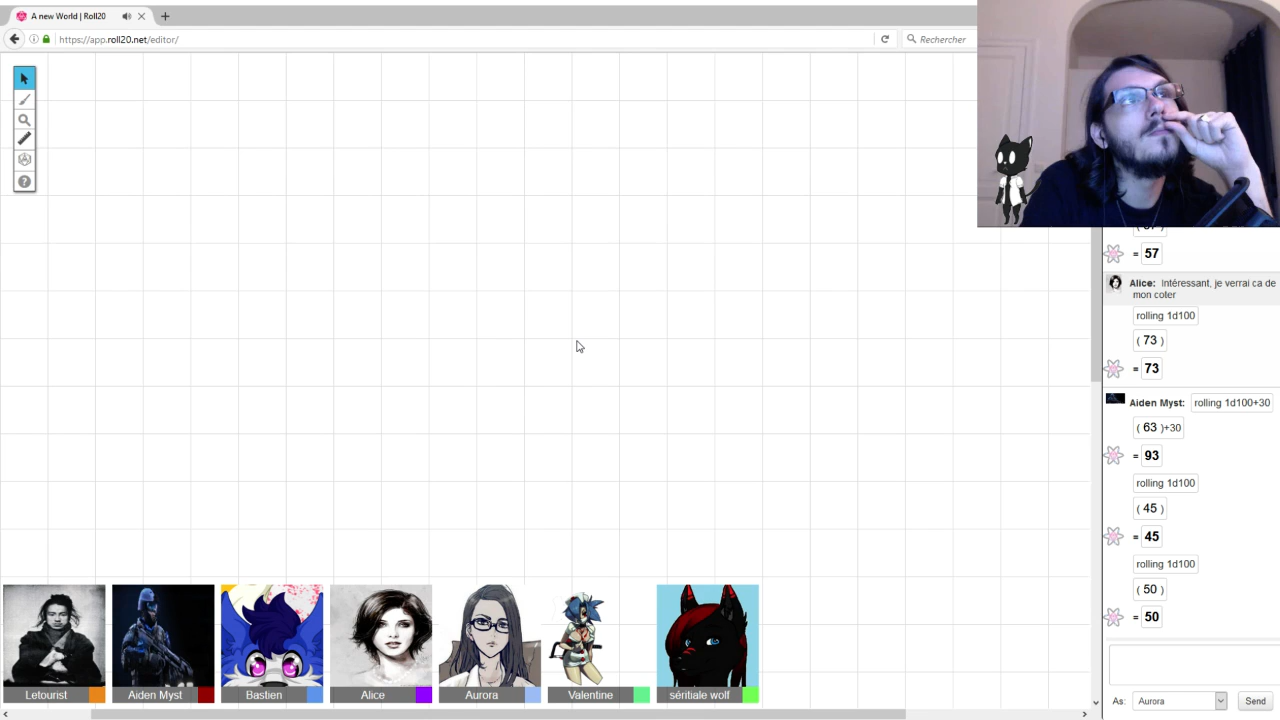 A new World | Roll20
https://app.roll20.net/editor/
Rechercher
= 57
Alice: Intéressant, je verrai ca de
mon coter
rolling 1d100
( 73 )
= 73
Aiden Myst: rolling 1d100+30
( 63 )+30
= 93
rolling 1d100
( 45 )
= 45
rolling 1d100
( 50 )
= 50
Letourist
Aiden Myst
Bastien
Alice
Aurora
Valentine
séritiale wolf
As: Aurora
Send